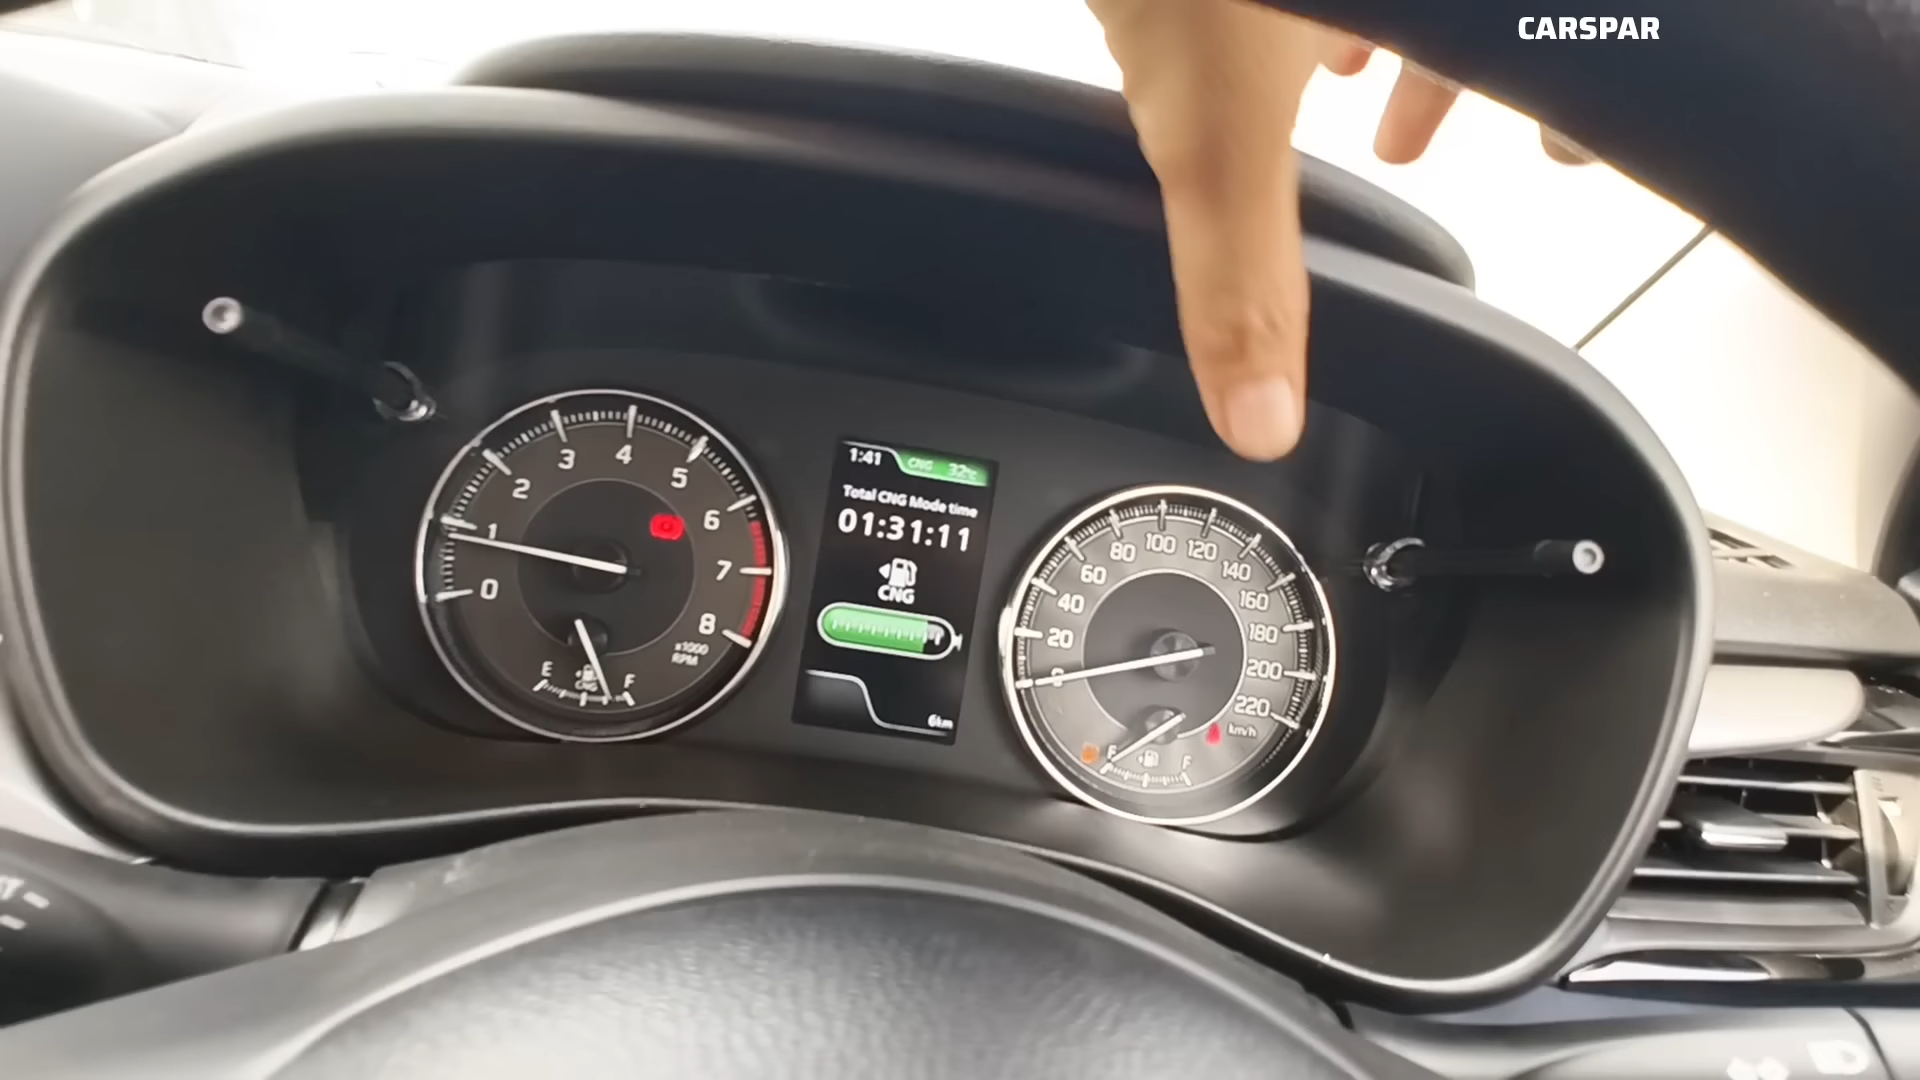 CARSPAR
1:41 CNG 32°C
Total CNG Mode time
01:31:11
CNG
6km
0
1
2
3
4
5
6
7
8
x1000
RPM
E F
CNG
0
20
40
60
80
100
120
140
160
180
200
220
km/h
E F